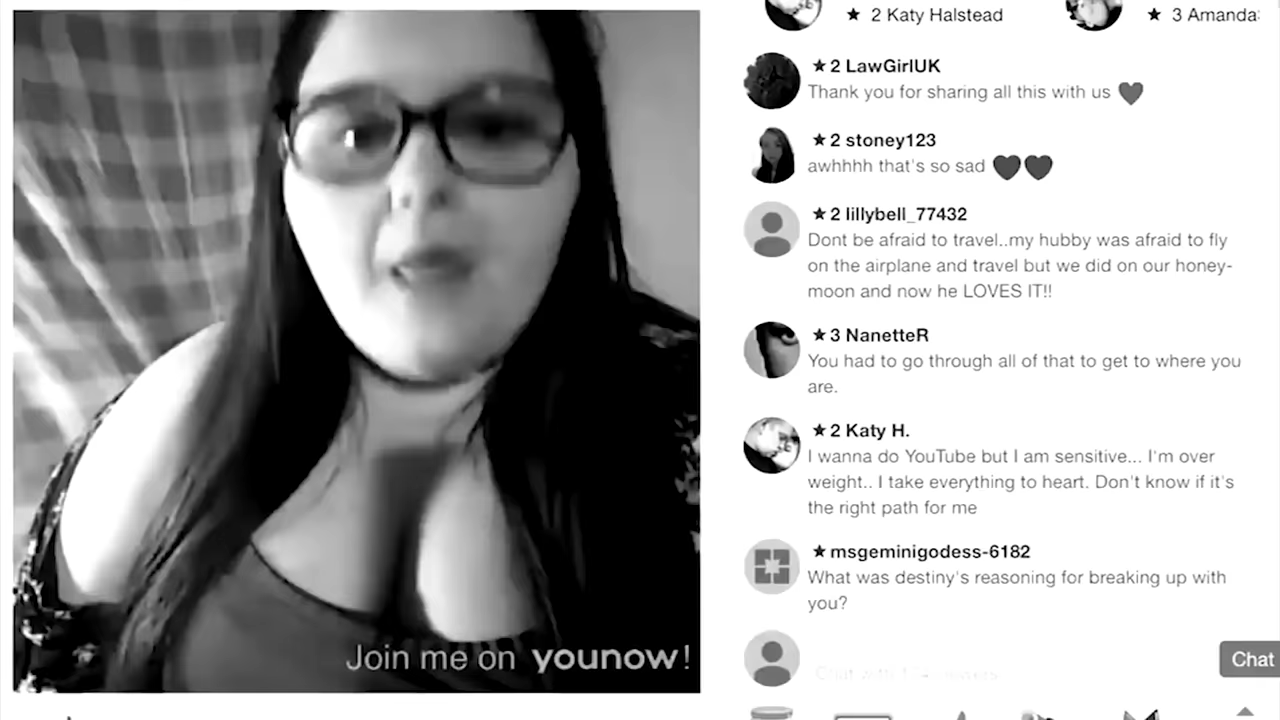 ★ 2 Katy Halstead
★ 3 Amanda
★ 2 LawGirlUK
Thank you for sharing all this with us ♥
★ 2 stoney123
awhhhh that's so sad ♥♥
★ 2 lillybell_77432
Dont be afraid to travel..my hubby was afraid to fly
on the airplane and travel but we did on our honey-
moon and now he LOVES IT!!
★ 3 NanetteR
You had to go through all of that to get to where you
are.
★ 2 Katy H.
I wanna do YouTube but I am sensitive... I'm over
weight.. I take everything to heart. Don't know if it's
the right path for me
★ msgeminigodess-6182
What was destiny's reasoning for breaking up with
you?
Join me on younow!
Chat with
Chat